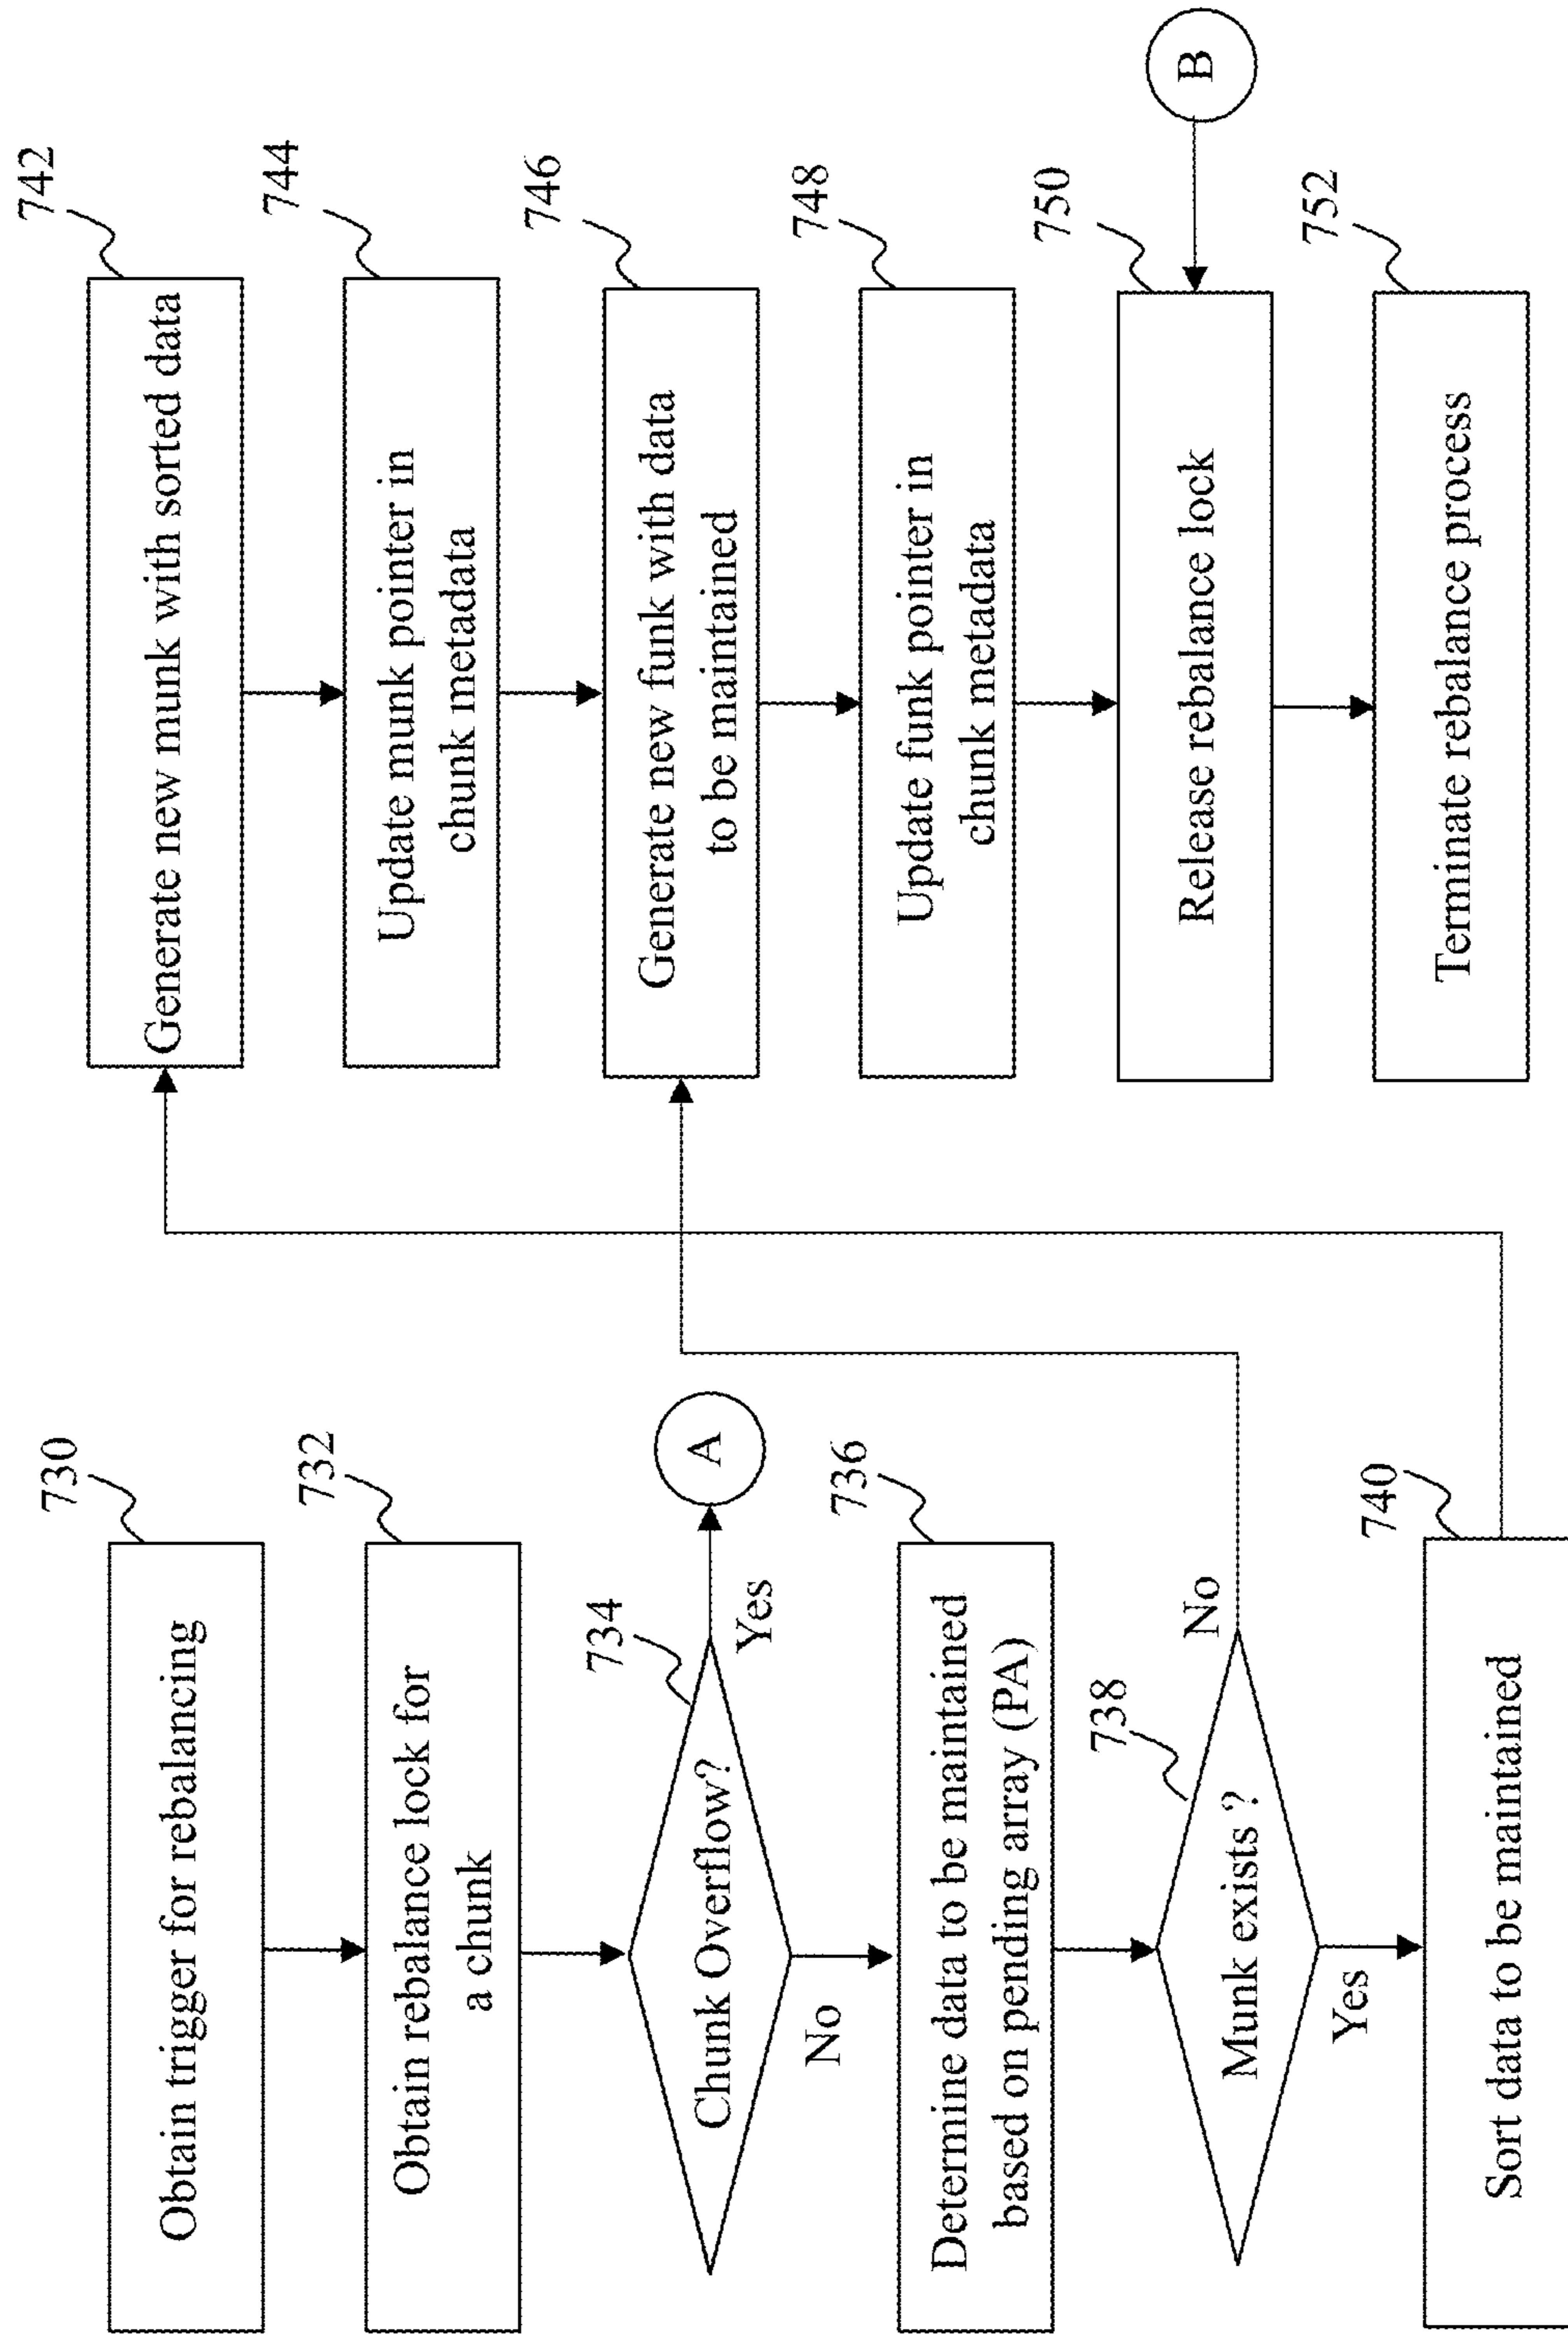 730
Obtain trigger for rebalancing
732
Obtain rebalance lock for
a chunk
734
Chunk Overflow?
Yes
A
No
736
Determine data to be maintained
based on pending array (PA)
738
Munk exists ?
No
Yes
740
Sort data to be maintained
742
Generate new munk with sorted data
744
Update munk pointer in
chunk metadata
746
Generate new funk with data
to be maintained
748
Update funk pointer in
chunk metadata
750
Release rebalance lock
B
752
Terminate rebalance process